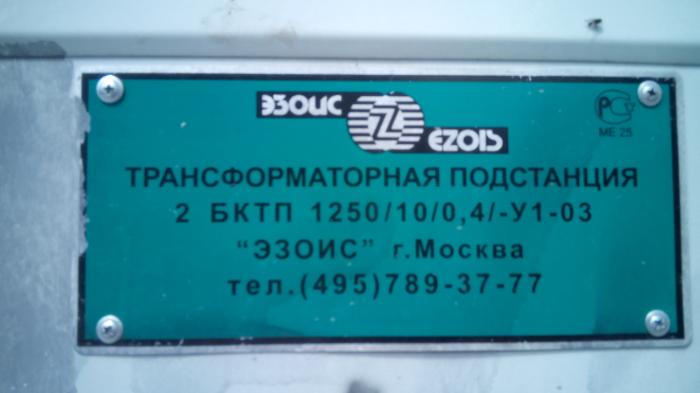 ЭЗОИС
EZOIS
РСТ
МЕ 25
ТРАНСФОРМАТОРНАЯ ПОДСТАНЦИЯ
2 БКТП 1250/10/0,4/-У1-03
"ЭЗОИС" г.Москва
тел.(495)789-37-77